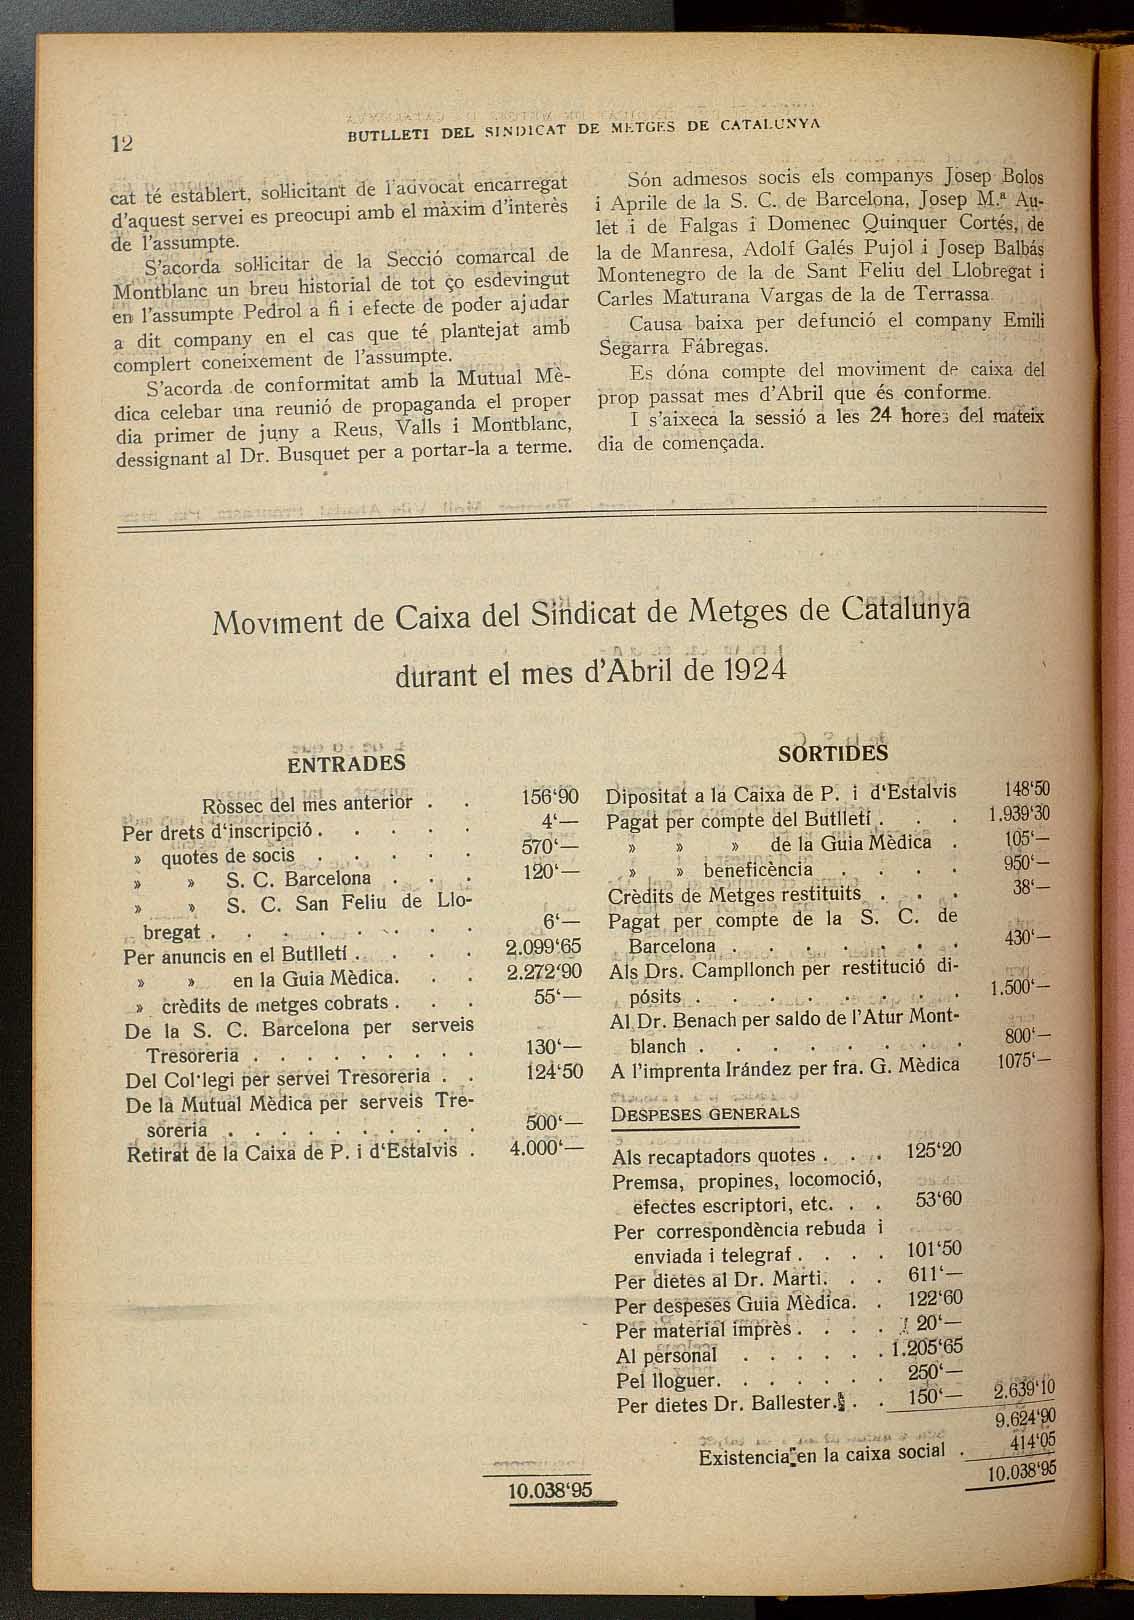 12
BUTLLETI DEL SINDICAT DE METGES DE CATALUNYA
cat té establert, sol·licitant de l'advocat encarregat
d'aquest servei es preocupi amb el màxim d'interès
de l'assumpte.
S'acorda sol·licitar de la Secció comarcal de
Montblanc un breu historial de tot ço esdevingut
en l'assumpte Pedrol a fi i efecte de poder ajudar
a dit company en el cas que té plantejat amb
complert coneixement de l'assumpte.
S'acorda de conformitat amb la Mutual Mè-
dica celebar una reunió de propaganda el proper
dia primer de juny a Reus, Valls i Montblanc,
dessignant al Dr. Busquet per a portar-la a terme.
Són admesos socis els companys Josep Bolos
i Aprile de la S. C. de Barcelona, Josep M.ª Au-
let i de Falgas i Domenec Quinquer Cortés, de
la de Manresa, Adolf Galés Pujol i Josep Balbás
Montenegro de la de Sant Feliu del Llobregat i
Carles Maturana Vargas de la de Terrassa.
Causa baixa per defunció el company Emili
Segarra Fábregas.
Es dóna compte del moviment de caixa del
prop passat mes d'Abril que és conforme.
I s'aixeca la sessió a les 24 hores del mateix
dia de començada.
Moviment de Caixa del Sindicat de Metges de Catalunya
durant el mes d'Abril de 1924
ENTRADES
Ròssec del mes anterior . . 156'90
Per drets d'inscripció . . . . . 4'—
» quotes de socis . . . . . 570'—
» » S. C. Barcelona . . . 120'—
» » S. C. San Feliu de Llo-
bregat . . . . . . . . 6'—
Per anuncis en el Butlletí . . . . 2.099'65
» » en la Guia Mèdica. . . 2.272'90
» crèdits de metges cobrats . . . 55'—
De la S. C. Barcelona per serveis
Tresoreria . . . . . . . . . 130'—
Del Col·legi per servei Tresoreria . . 124'50
De la Mutual Mèdica per serveis Tre-
soreria . . . . . . . . . . 500'—
Retirat de la Caixa de P. i d'Estalvis . 4.000'—
10.038'95
SORTIDES
Dipositat a la Caixa de P. i d'Estalvis 148'50
Pagat per compte del Butlletí . . . 1.939'30
» » » de la Guia Mèdica . 105'—
» » beneficència . . . . 950'—
Crèdits de Metges restituits . . . 38'—
Pagat per compte de la S. C. de
Barcelona . . . . . . . 430'—
Als Drs. Campllonch per restitució di-
pósits . . . . . . . . 1.500'—
Al Dr. Benach per saldo de l'Atur Mont-
blanch . . . . . . . . 800'—
A l'imprenta Irández per fra. G. Mèdica 1075'—
DESPESES GENERALS
Als recaptadors quotes . . . 125'20
Premsa, propines, locomoció,
efectes escriptori, etc. . . 53'60
Per correspondència rebuda i
enviada i telegraf . . . . 101'50
Per dietes al Dr. Marti. . . 611'—
Per despeses Guia Mèdica. . 122'60
Per material imprès . . . . 20'—
Al personal . . . . . . 1.205'65
Pel lloguer. . . . . . . 250'—
Per dietes Dr. Ballester. . . 150'— 2.639'10
9.624'90
Existencia en la caixa social . 414'05
10.038'95